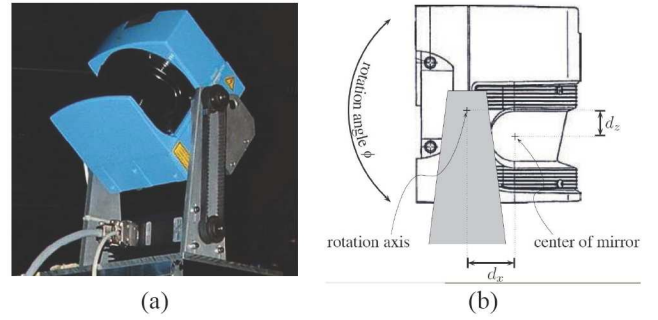 rotation angle ϕ
d_z
rotation axis
center of mirror
d_x
(a)
(b)